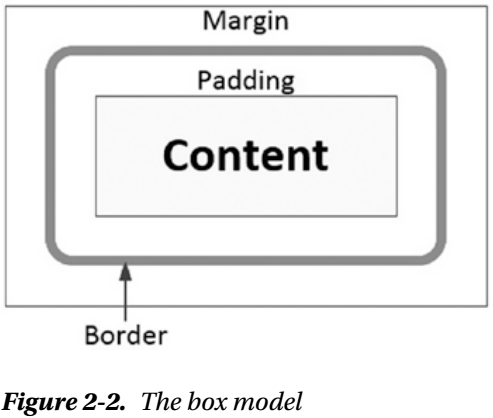 Margin
Padding
Content
Border
Figure 2-2. The box model